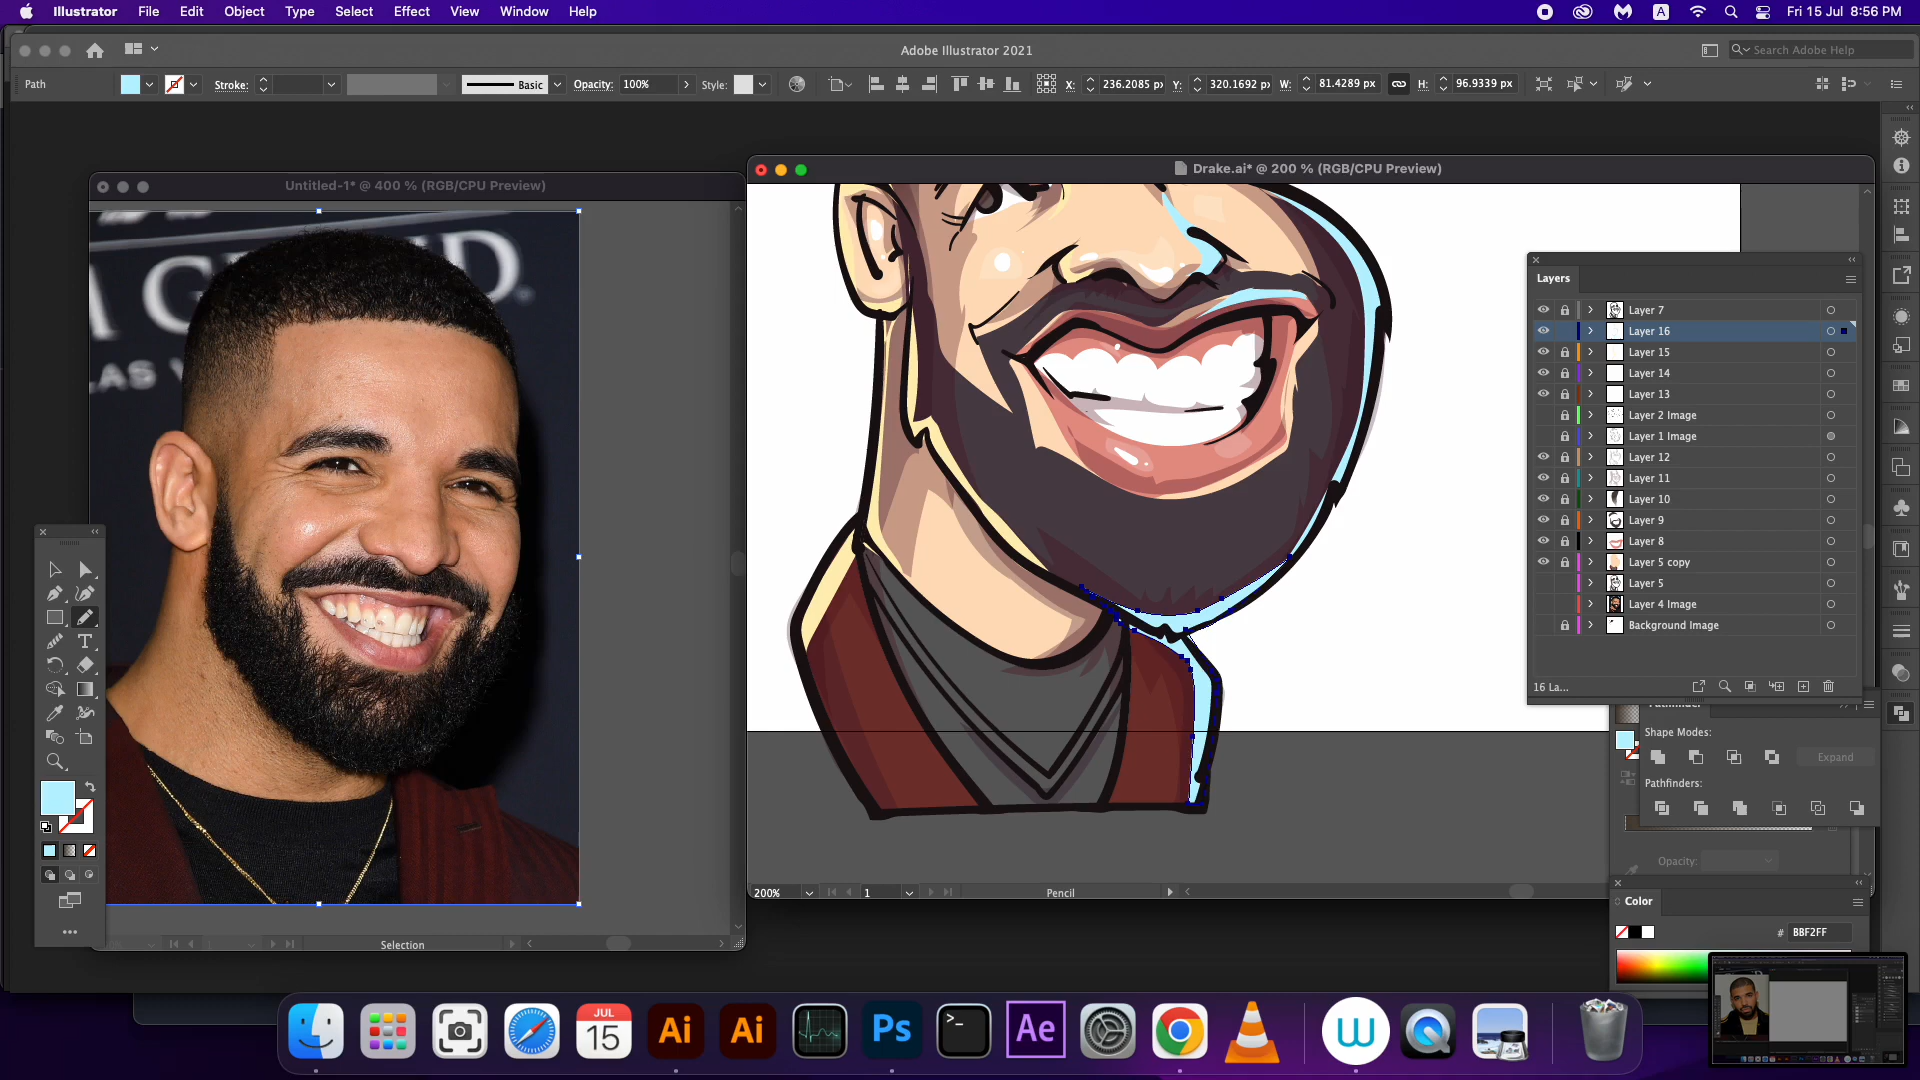 Illustrator File Edit Object Type Select Effect View Window Help
A Fri 15 Jul 8:56 PM
Adobe Illustrator 2021
Search Adobe Help
Path Stroke: Basic Opacity: 100% Style: X: 236.2085 px Y: 320.1692 px W: 81.4289 px H: 96.9339 px
Untitled-1* @ 400 % (RGB/CPU Preview)
Drake.ai* @ 200 % (RGB/CPU Preview)
Layers
Layer 7
Layer 16
Layer 15
Layer 14
Layer 13
Layer 2 Image
Layer 1 Image
Layer 12
Layer 11
Layer 10
Layer 9
Layer 8
Layer 5 copy
Layer 5
Layer 4 Image
Background Image
16 La...
Pathfinder
Shape Modes:
Expand
Pathfinders:
Opacity:
200% 1 Pencil
Selection
Color
# BBF2FF
JUL
15
Ai
Ai
Ps
Ae
W